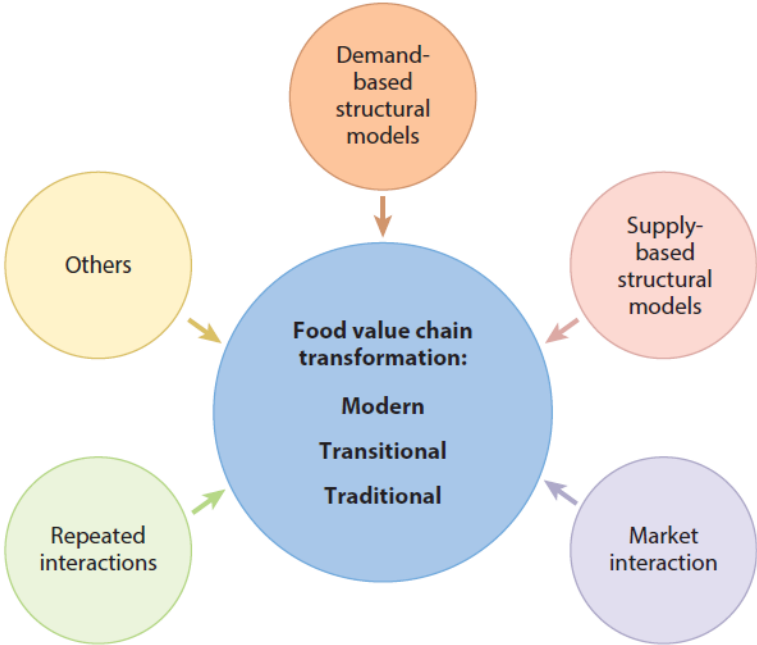 Demand-
based
structural
models
Others
Supply-
based
structural
models
Food value chain
transformation:
Modern
Transitional
Traditional
Repeated
interactions
Market
interaction